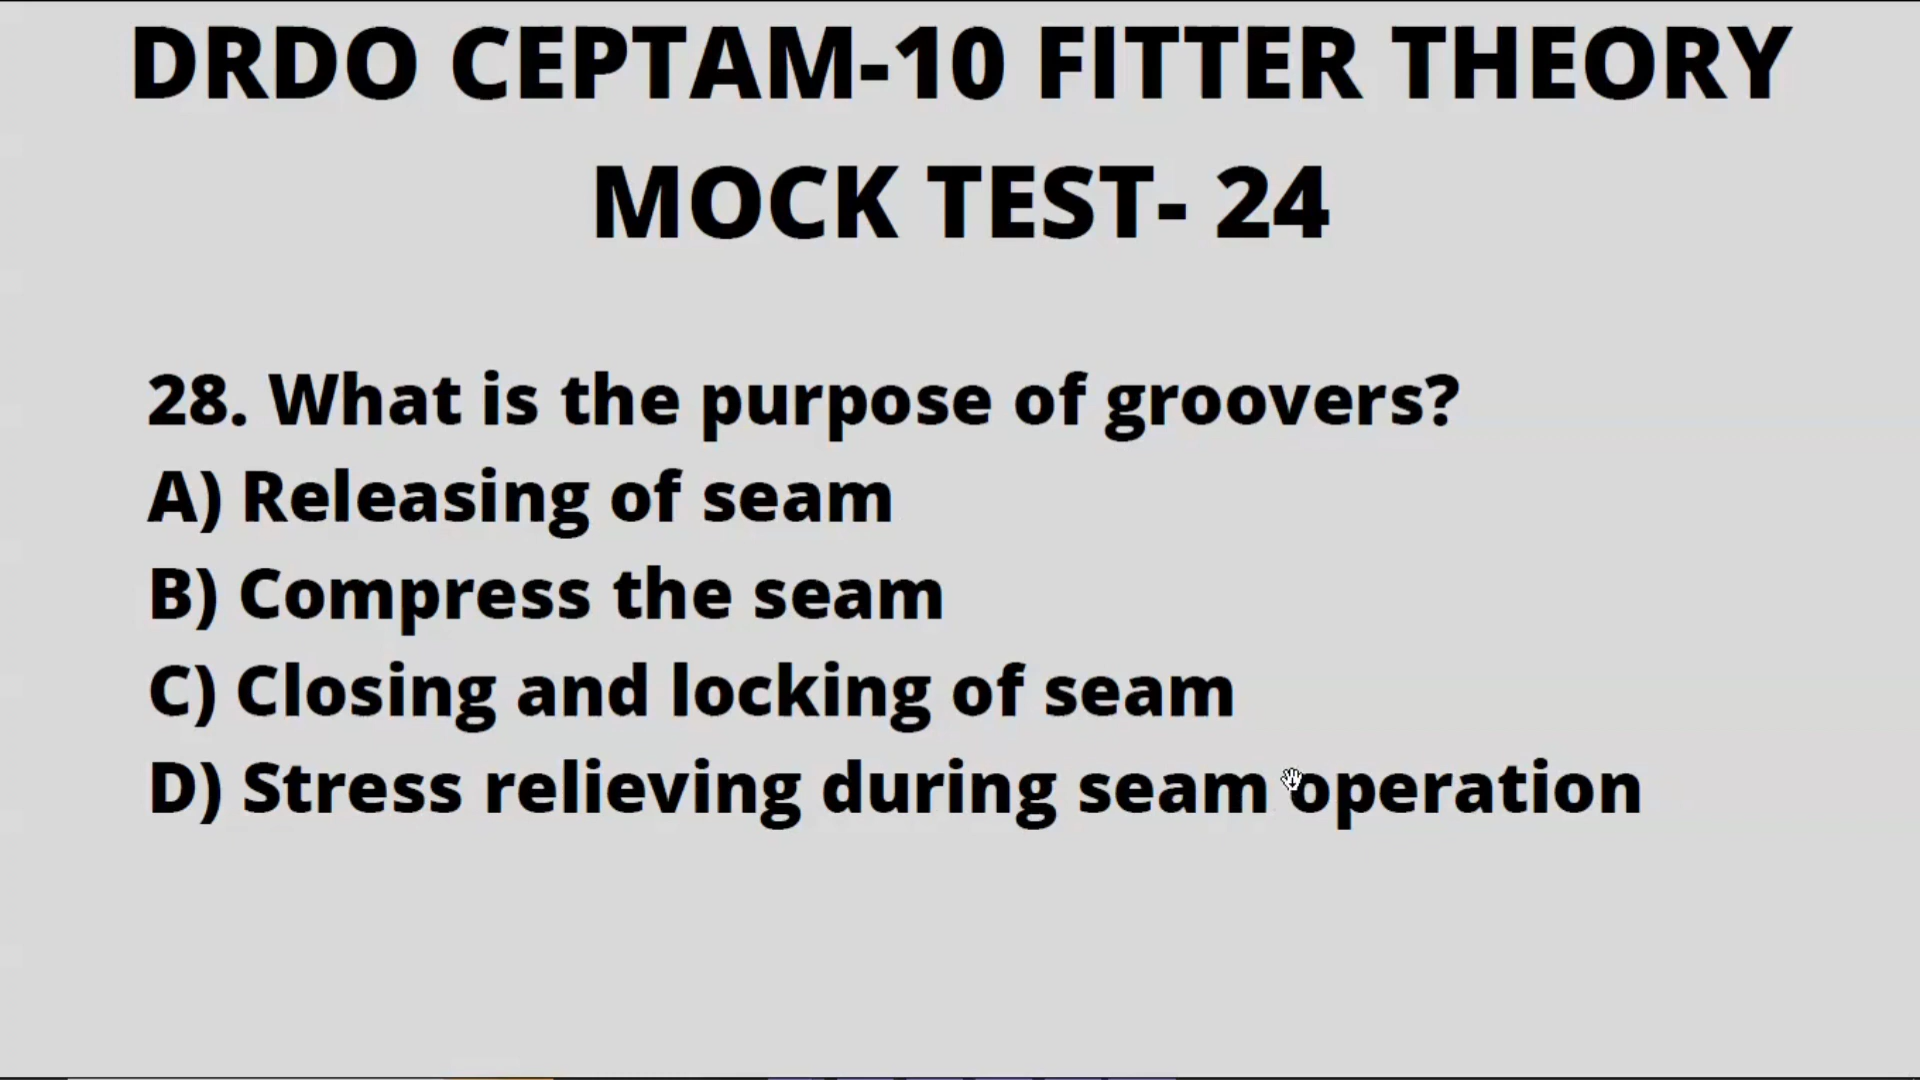 DRDO CEPTAM-10 FITTER THEORY
MOCK TEST- 24
28. What is the purpose of groovers?
A) Releasing of seam
B) Compress the seam
C) Closing and locking of seam
D) Stress relieving during seam operation